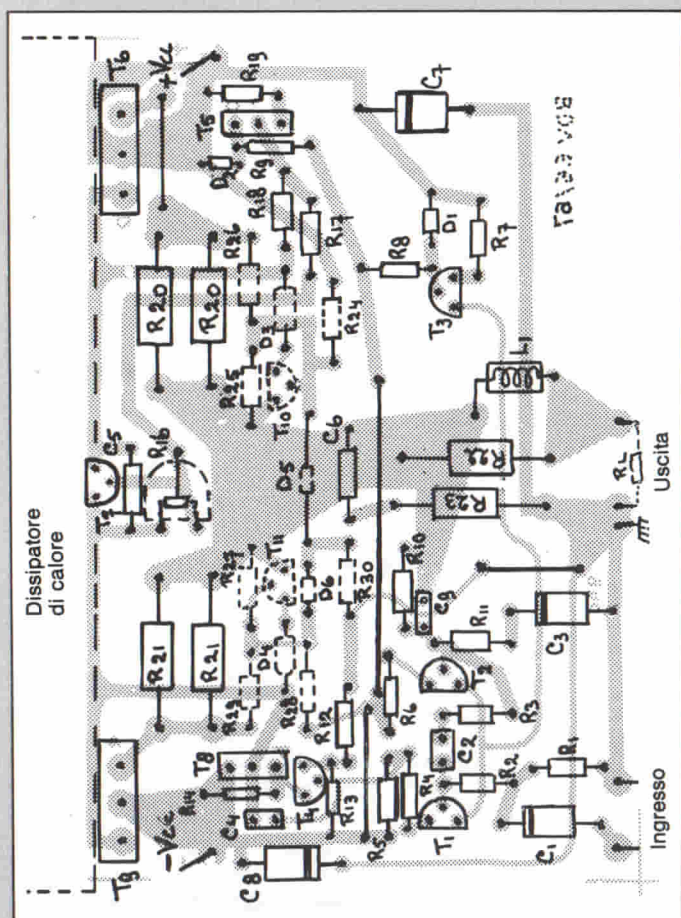 Dissipatore
di calore
T9
T6
+Vcc
-Vcc
R21
R21
R20
R20
C5
R16
R19
T5
D2
R9
R18
R17
R26
D3
R24
R25
T10
D5
C6
R27
T11
D4
D6
R30
R29
R28
R12
T8
R14
C4
T4
R13
C8
C7
D1
R7
R8
T3
L1
R22
R23
RL
Uscita
R10
C9
R11
C3
T2
R6
R3
C2
R2
R4
R5
T1
R1
C1
Ingresso